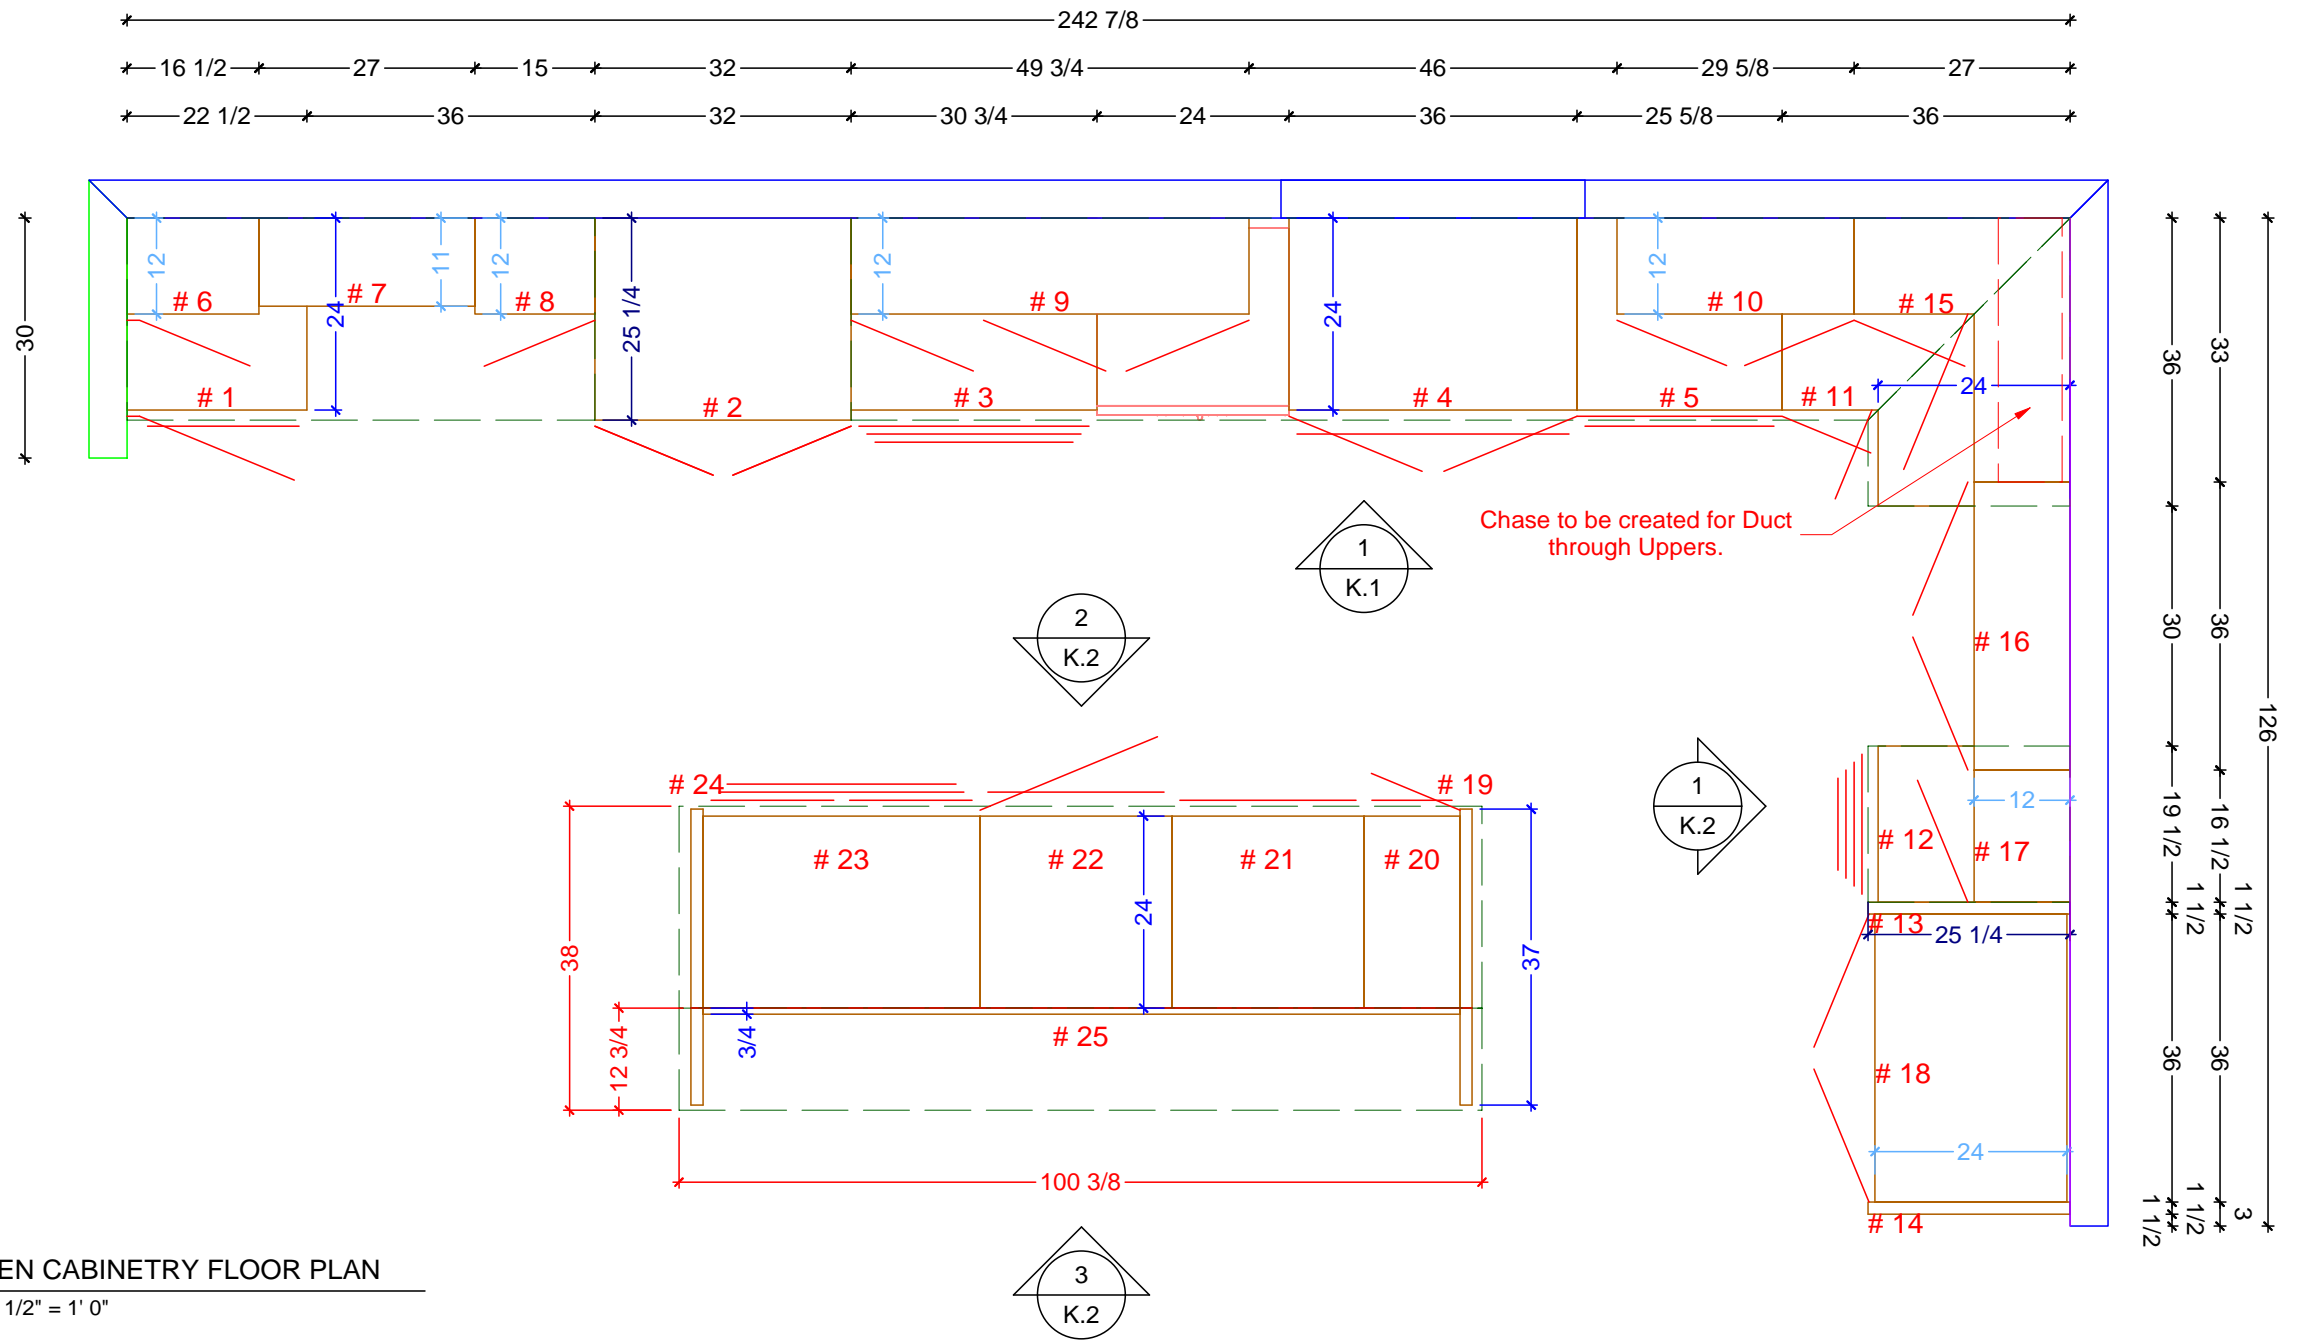 242 7/8
16 1/2 27 15 32 49 3/4 46 29 5/8 27
22 1/2 36 32 30 3/4 24 36 25 5/8 36
30
12 11 12 12 12
# 6 # 7 # 8 # 9 # 10 # 15
24 25 1/4 24
# 1 # 2 # 3 # 4 # 5 # 11
24
36 33
Chase to be created for Duct
through Uppers.
1
K.1
2
K.2
30 36
# 16
126
# 24 # 19
1
K.2
12
19 1/2 16 1/2
# 23 # 22 # 21 # 20
# 12 # 17
24
1 1/2 1 1/2
# 13
25 1/4
38 37
12 3/4 3/4
# 25
36 36
# 18
24
100 3/8
# 14
1 1/2 1 1/2 3
3
K.2
EN CABINETRY FLOOR PLAN
1/2" = 1' 0"